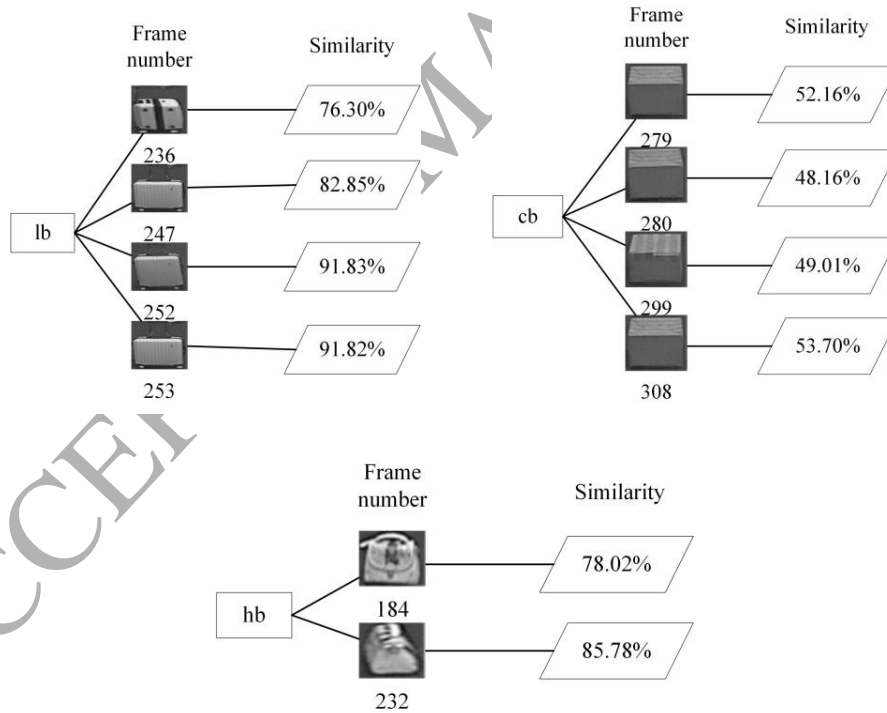 Frame
number
Similarity
76.30%
236
82.85%
lb
247
91.83%
252
91.82%
253
Frame
number
Similarity
52.16%
279
48.16%
cb
280
49.01%
299
53.70%
308
Frame
number
Similarity
78.02%
hb
184
85.78%
232